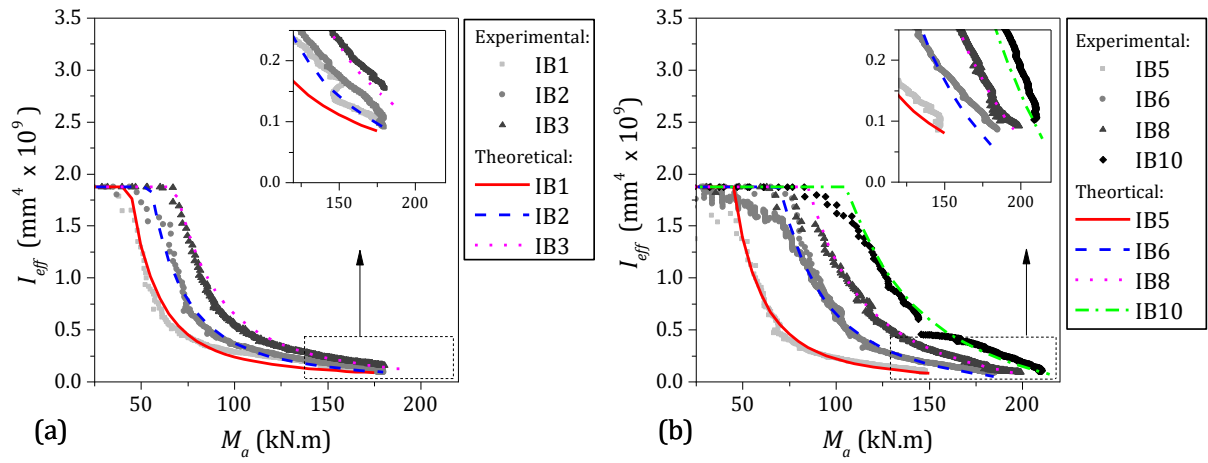 3.5
3.0
2.5
2.0
1.5
1.0
0.5
0.0
I_eff (mm^4 x 10^9)
50
100
150
200
M_a (kN.m)
(a)
0.2
0.1
0.0
150
200
Experimental:
IB1
IB2
IB3
Theoretical:
IB1
IB2
IB3
3.5
3.0
2.5
2.0
1.5
1.0
0.5
0.0
I_eff (mm^4 x 10^9)
50
100
150
200
M_a (kN.m)
(b)
0.2
0.1
0.0
150
200
Experimental:
IB5
IB6
IB8
IB10
Theortical:
IB5
IB6
IB8
IB10